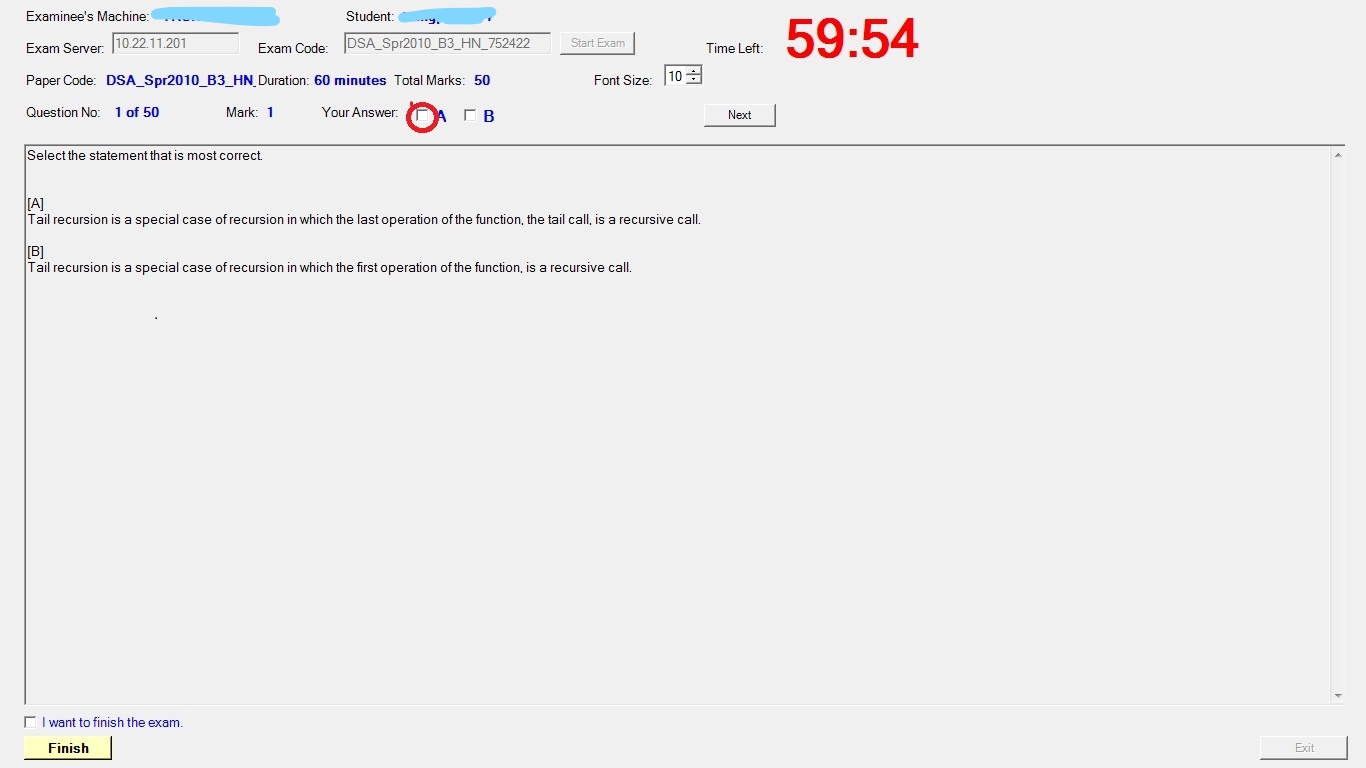 Examinee's Machine: Student:
Exam Server: 10.22.11.201 Exam Code: DSA_Spr2010_B3_HN_752422 Start Exam Time Left: 59:54
Paper Code: DSA_Spr2010_B3_HN_ Duration: 60 minutes Total Marks: 50 Font Size: 10
Question No: 1 of 50 Mark: 1 Your Answer: A B Next
Select the statement that is most correct.
[A]
Tail recursion is a special case of recursion in which the last operation of the function, the tail call, is a recursive call.
[B]
Tail recursion is a special case of recursion in which the first operation of the function, is a recursive call.
I want to finish the exam.
Finish Exit